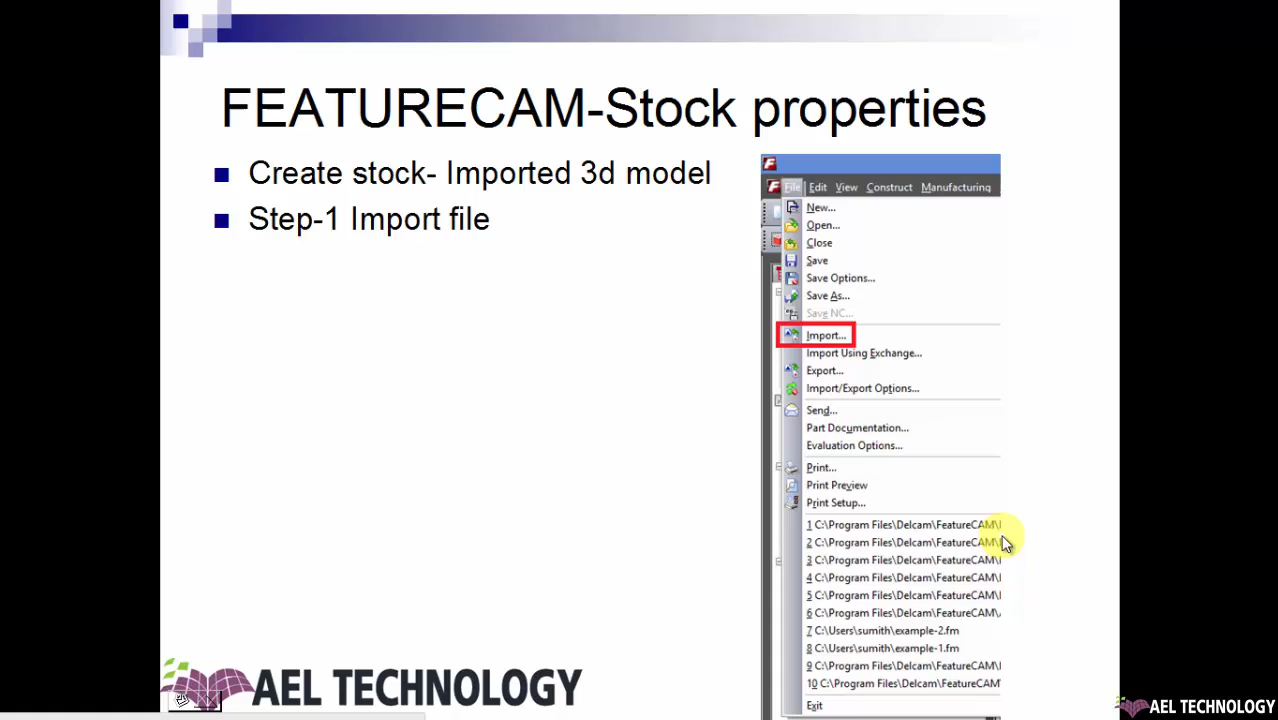 FEATURECAM-Stock properties
Create stock- Imported 3d model
Step-1 Import file
File Edit View Construct Manufacturing
New...
Open...
Close
Save
Save Options...
Save As...
Save NC...
Import...
Import Using Exchange...
Export...
Import/Export Options...
Send...
Part Documentation...
Evaluation Options...
Print...
Print Preview
Print Setup...
1 C:\Program Files\Delcam\FeatureCAM\
2 C:\Program Files\Delcam\FeatureCAM\
3 C:\Program Files\Delcam\FeatureCAM\
4 C:\Program Files\Delcam\FeatureCAM\
5 C:\Program Files\Delcam\FeatureCAM\
6 C:\Program Files\Delcam\FeatureCAM\
7 C:\Users\sumith\example-2.fm
8 C:\Users\sumith\example-1.fm
9 C:\Program Files\Delcam\FeatureCAM\
10 C:\Program Files\Delcam\FeatureCAM
Exit
AEL TECHNOLOGY
AEL TECHNOLOGY